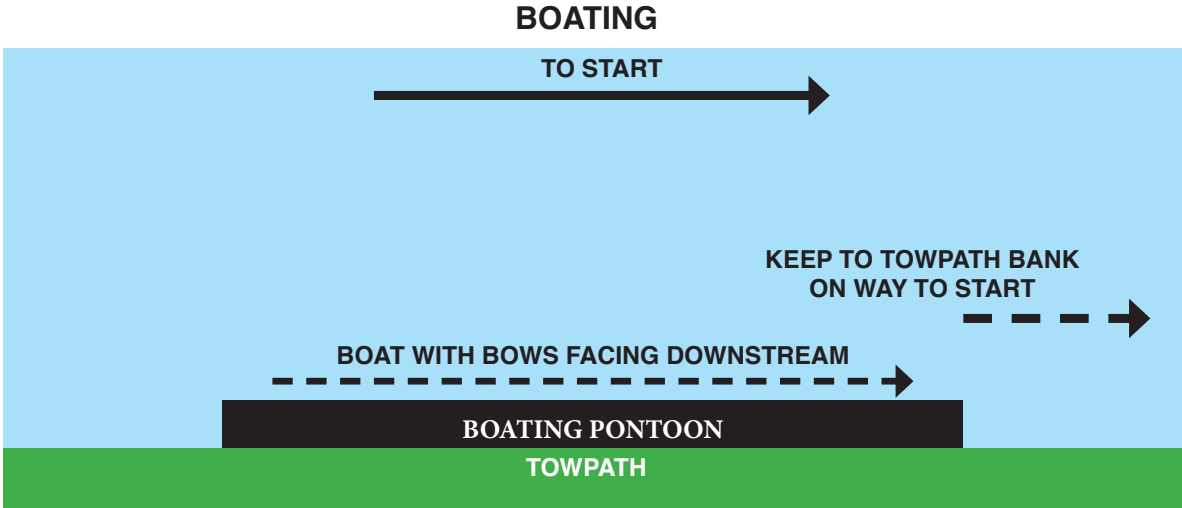 BOATING
TO START
KEEP TO TOWPATH BANK
ON WAY TO START
BOAT WITH BOWS FACING DOWNSTREAM
BOATING PONTOON
TOWPATH